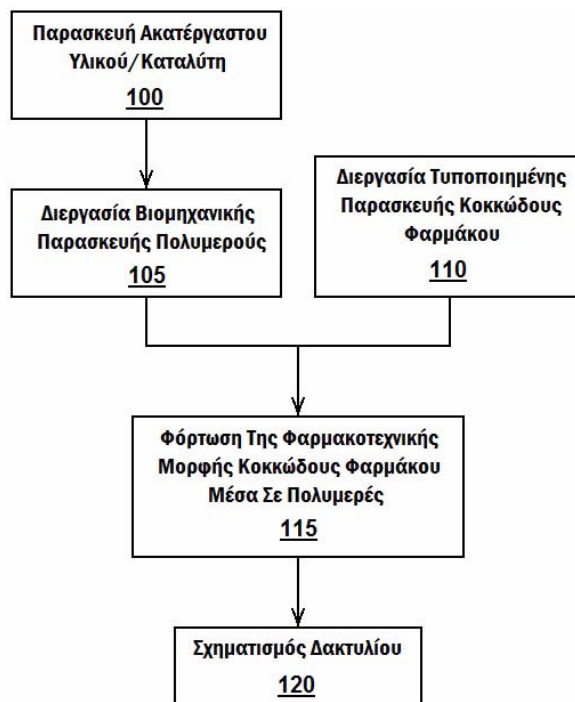 Παρασκευή Ακατέργαστου
Υλικού/Καταλύτη
100
Διεργασία Βιομηχανικής
Παρασκευής Πολυμερούς
105
Διεργασία Τυποποιημένης
Παρασκευής Κοκκώδους
Φαρμάκου
110
Φόρτωση Της Φαρμακοτεχνικής
Μορφής Κοκκώδους Φαρμάκου
Μέσα Σε Πολυμερές
115
Σχηματισμός Δακτυλίου
120